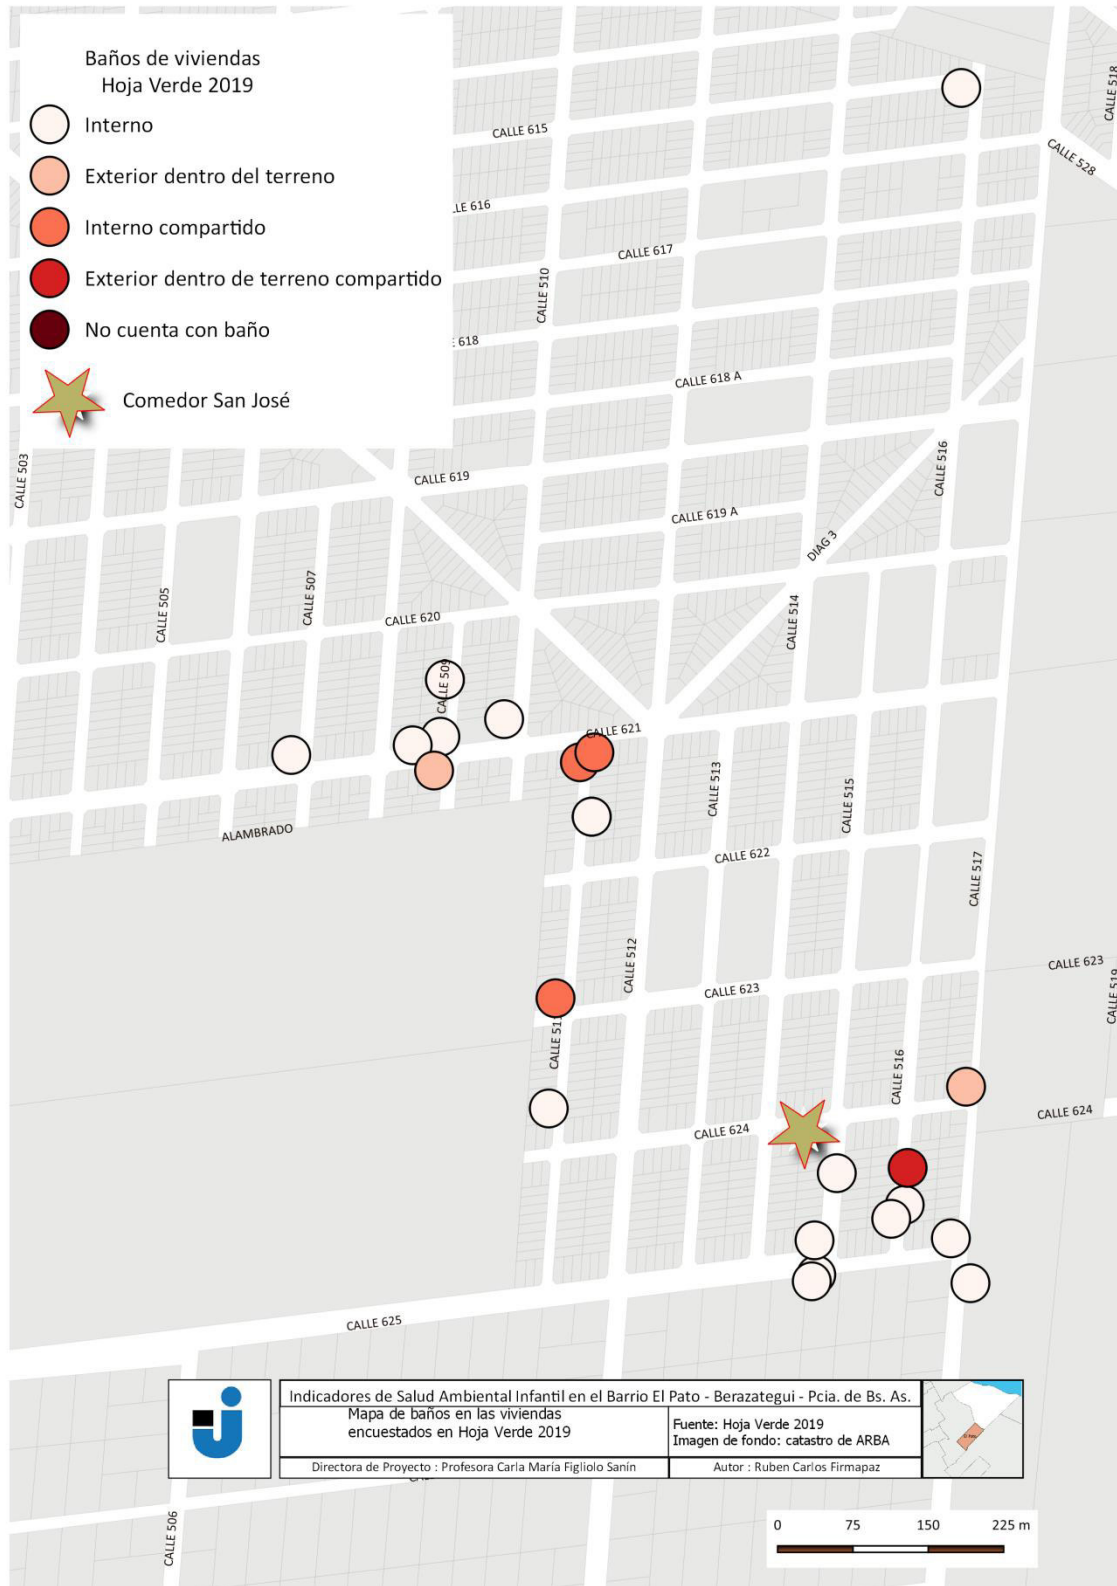 Baños de viviendas
Hoja Verde 2019
Interno
Exterior dentro del terreno
Interno compartido
Exterior dentro de terreno compartido
No cuenta con baño
Comedor San José
CALLE 518
CALLE 615
CALLE 528
LLE 616
CALLE 617
CALLE 510
618
CALLE 618 A
CALLE 503
CALLE 619
CALLE 516
CALLE 619 A
DIAG 3
CALLE 505
CALLE 507
CALLE 620
CALLE 514
CALLE 509
CALLE 621
CALLE 513
CALLE 515
ALAMBRADO
CALLE 622
CALLE 517
CALLE 512
CALLE 623
CALLE 623
CALLE 519
CALLE 511
CALLE 516
CALLE 624
CALLE 624
CALLE 625
Indicadores de Salud Ambiental Infantil en el Barrio El Pato - Berazategui - Pcia. de Bs. As.
Mapa de baños en las viviendas
encuestados en Hoja Verde 2019
Fuente: Hoja Verde 2019
Imagen de fondo: catastro de ARBA
Directora de Proyecto : Profesora Carla María Figliolo Sanín
Autor : Ruben Carlos Firmapaz
El Pato
CALLE 506
0 75 150 225 m